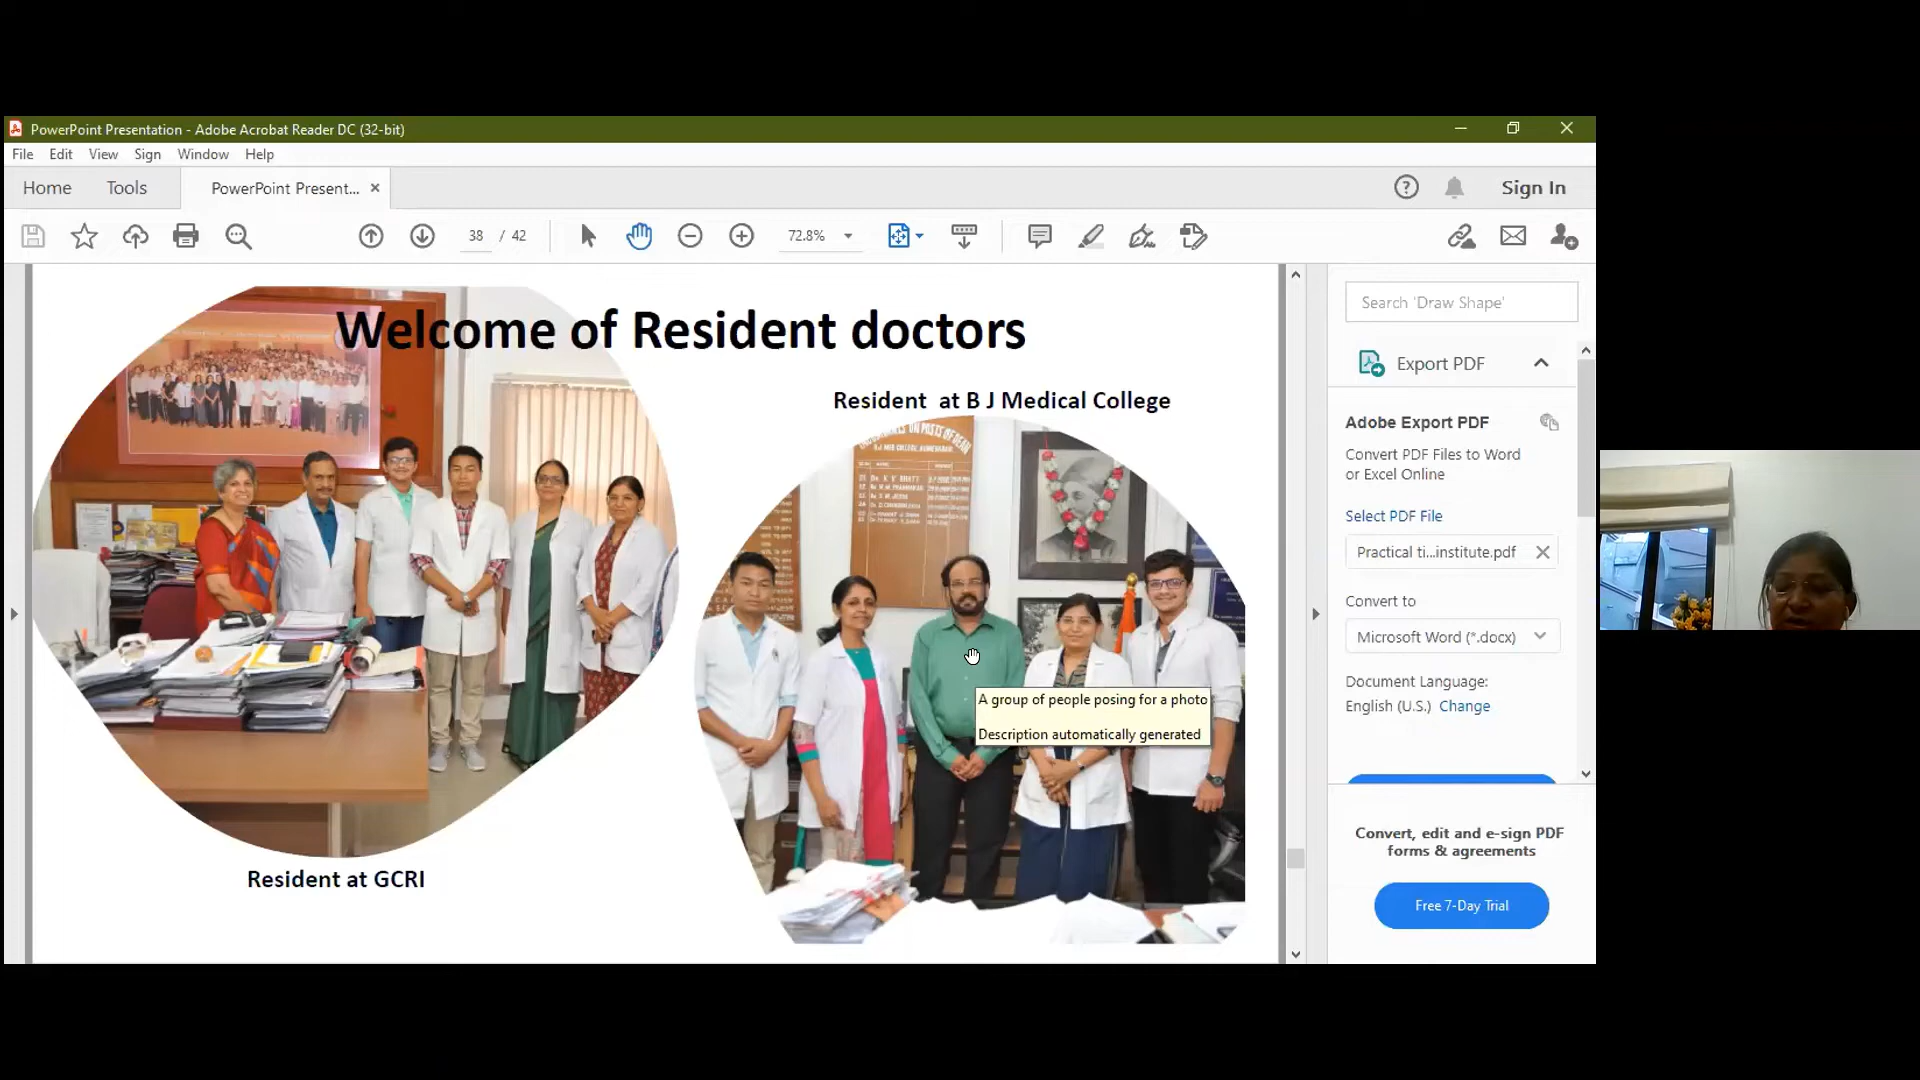 PowerPoint Presentation - Adobe Acrobat Reader DC (32-bit)
File Edit View Sign Window Help
Home Tools PowerPoint Present... Sign In
38 / 42 72.8%
Welcome of Resident doctors
Resident at B J Medical College
Resident at GCRI
A group of people posing for a photo
Description automatically generated
Search 'Draw Shape'
Export PDF
Adobe Export PDF
Convert PDF Files to Word
or Excel Online
Select PDF File
Practical ti...institute.pdf
Convert to
Microsoft Word (*.docx)
Document Language:
English (U.S.) Change
Convert, edit and e-sign PDF
forms & agreements
Free 7-Day Trial